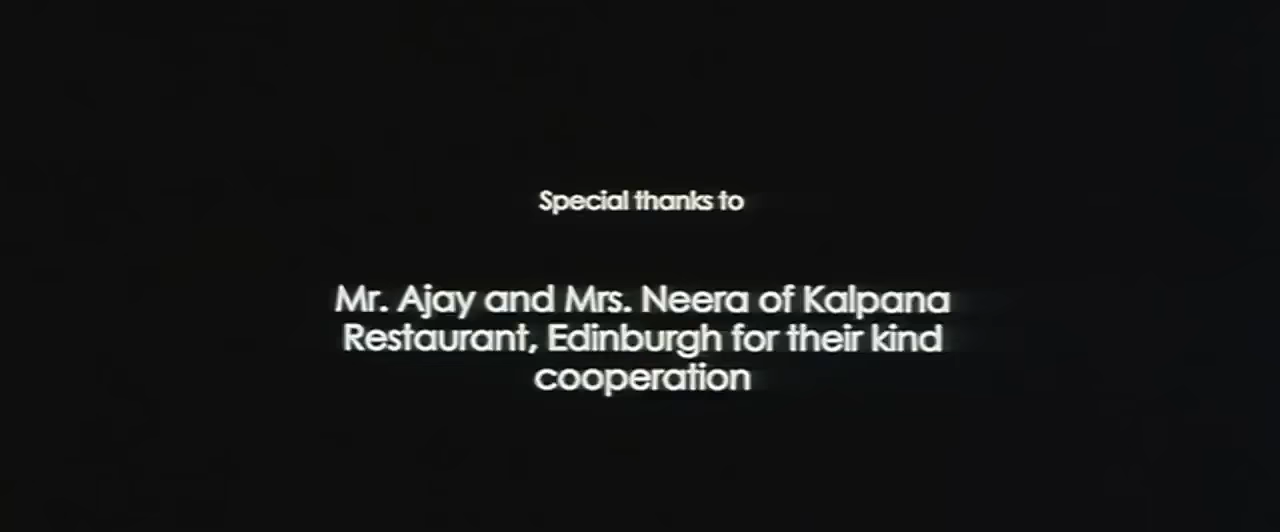 Special thanks to
Mr. Ajay and Mrs. Neera of Kalpana
Restaurant, Edinburgh for their kind
cooperation